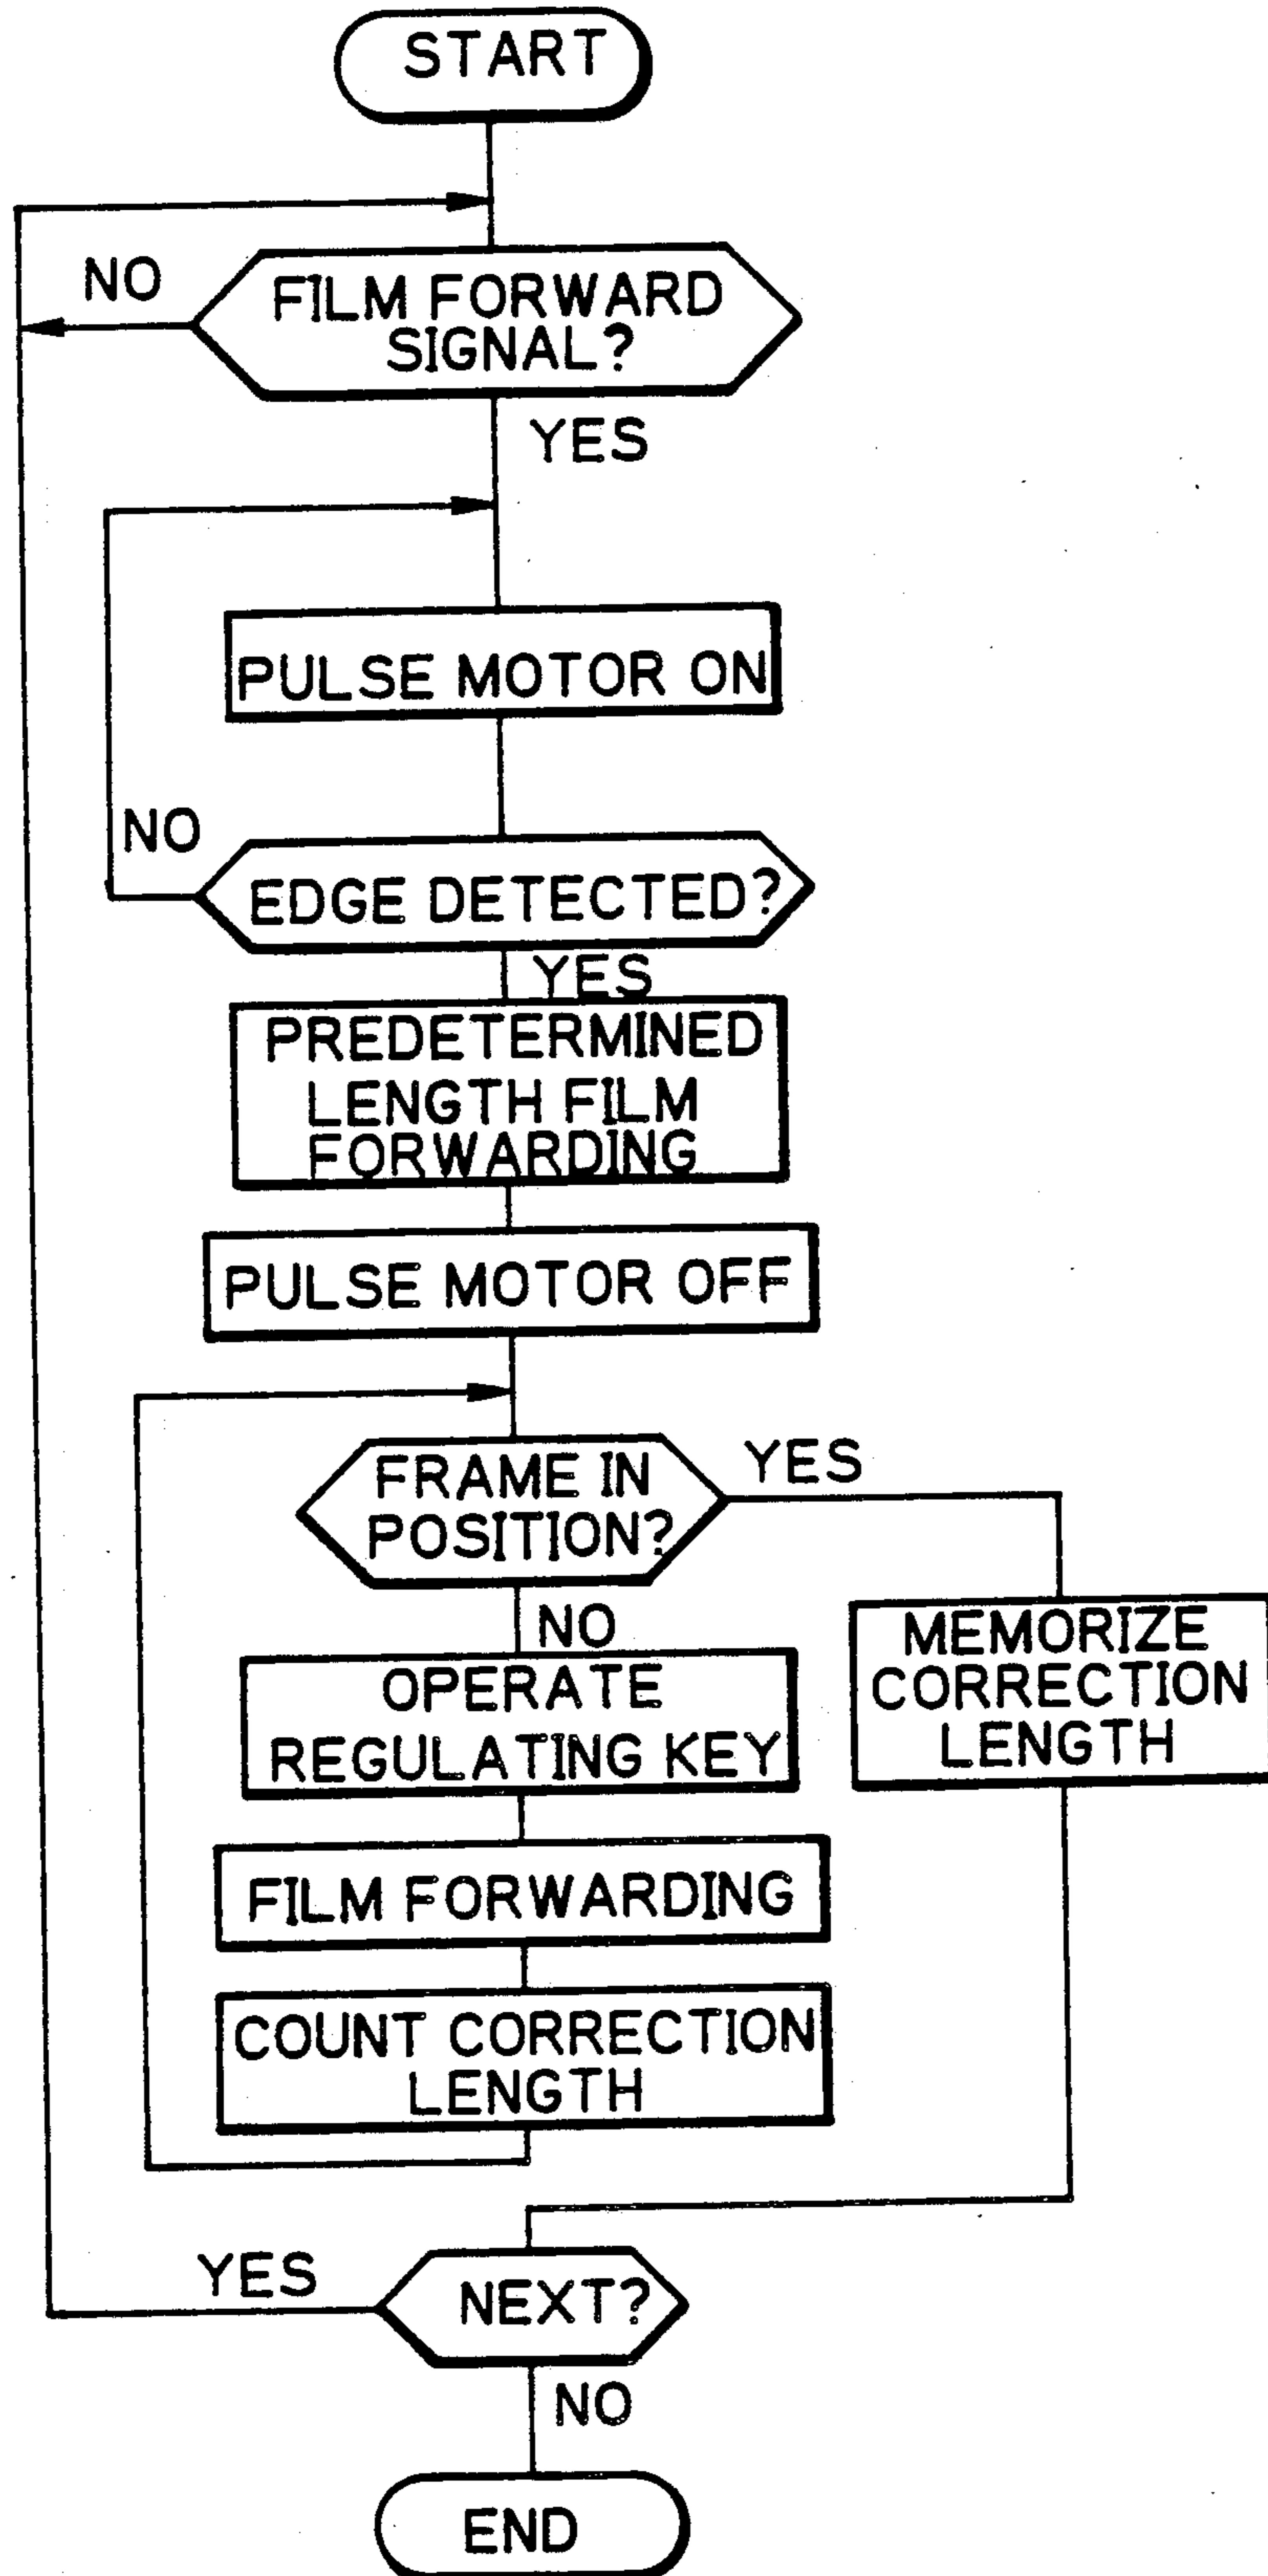 START
NO
FILM FORWARD
SIGNAL?
YES
PULSE MOTOR ON
NO
EDGE DETECTED?
YES
PREDETERMINED
LENGTH FILM
FORWARDING
PULSE MOTOR OFF
FRAME IN
POSITION?
YES
NO
OPERATE
REGULATING KEY
MEMORIZE
CORRECTION
LENGTH
FILM FORWARDING
COUNT CORRECTION
LENGTH
YES
NEXT?
NO
END